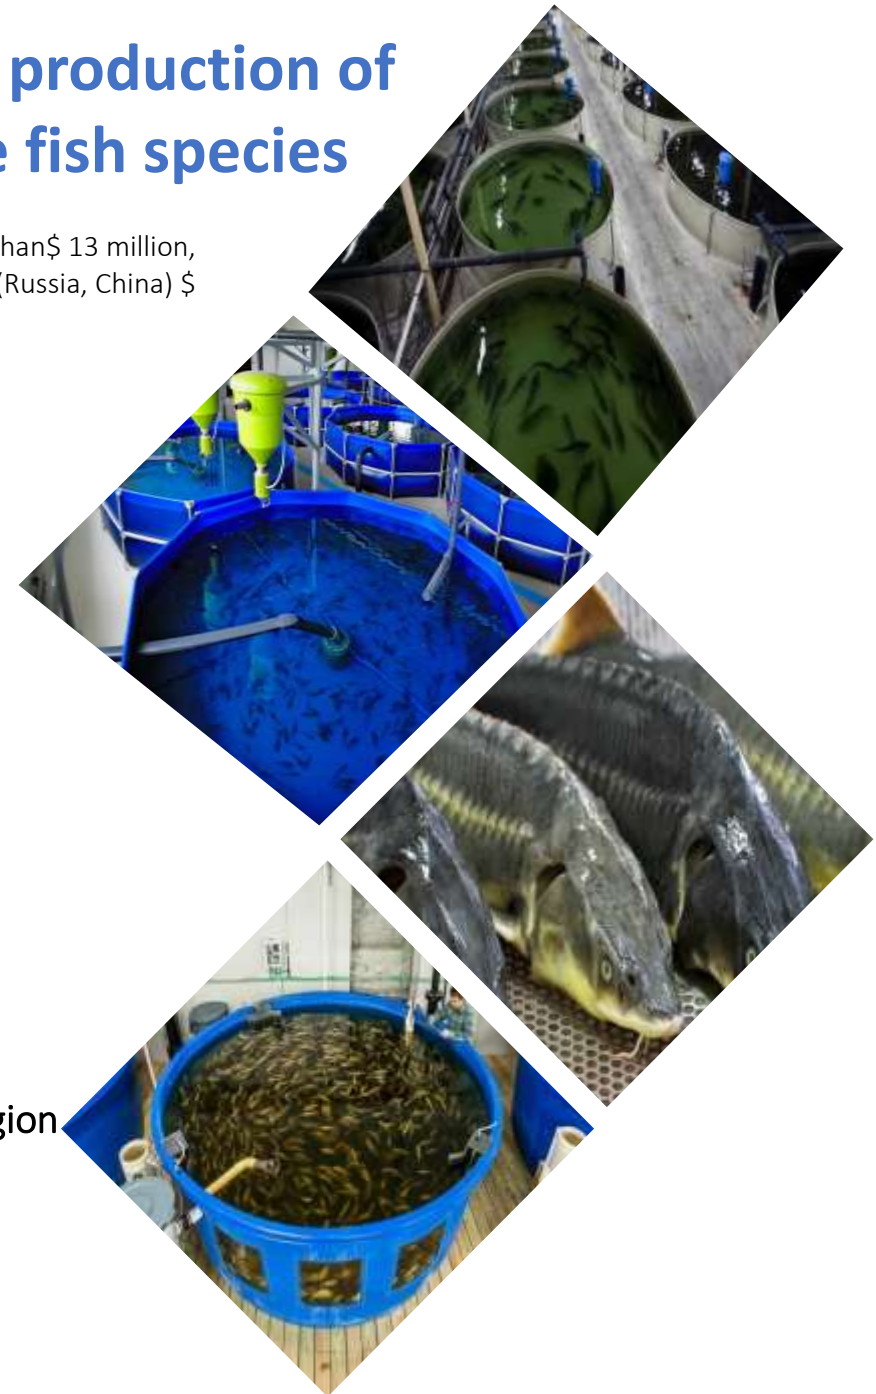 production of
e fish species
han$ 13 million,
(Russia, China) $
gion